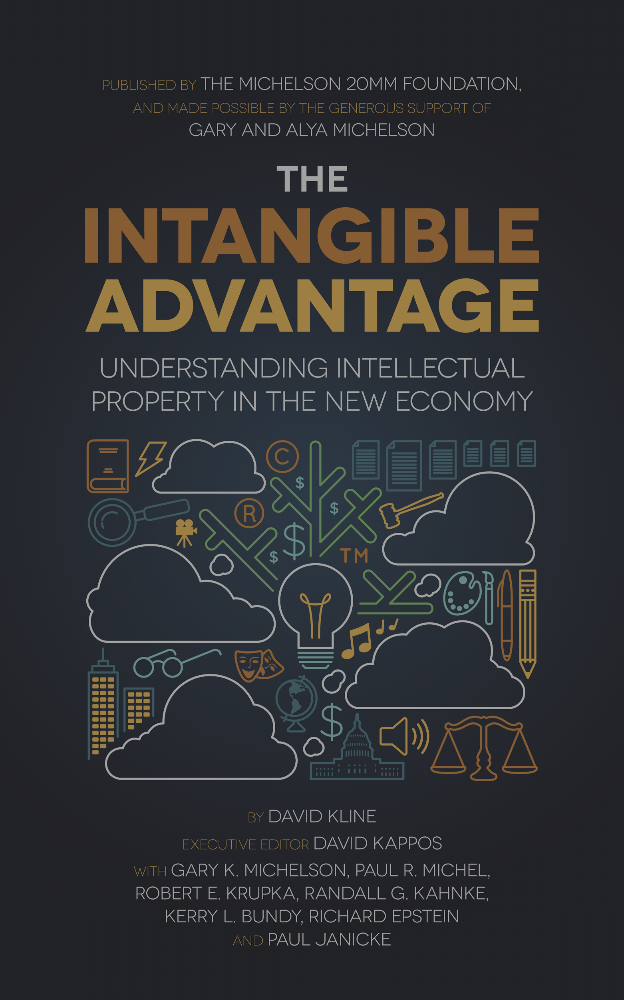 PUBLISHED BY THE MICHELSON 20MM FOUNDATION,
AND MADE POSSIBLE BY THE GENEROUS SUPPORT OF
GARY AND ALYA MICHELSON
THE
INTANGIBLE
ADVANTAGE
UNDERSTANDING INTELLECTUAL
PROPERTY IN THE NEW ECONOMY
C
$
R
$
$
$
TM
$
BY DAVID KLINE
EXECUTIVE EDITOR DAVID KAPPOS
WITH GARY K. MICHELSON, PAUL R. MICHEL,
ROBERT E. KRUPKA, RANDALL G. KAHNKE,
KERRY L. BUNDY, RICHARD EPSTEIN
AND PAUL JANICKE